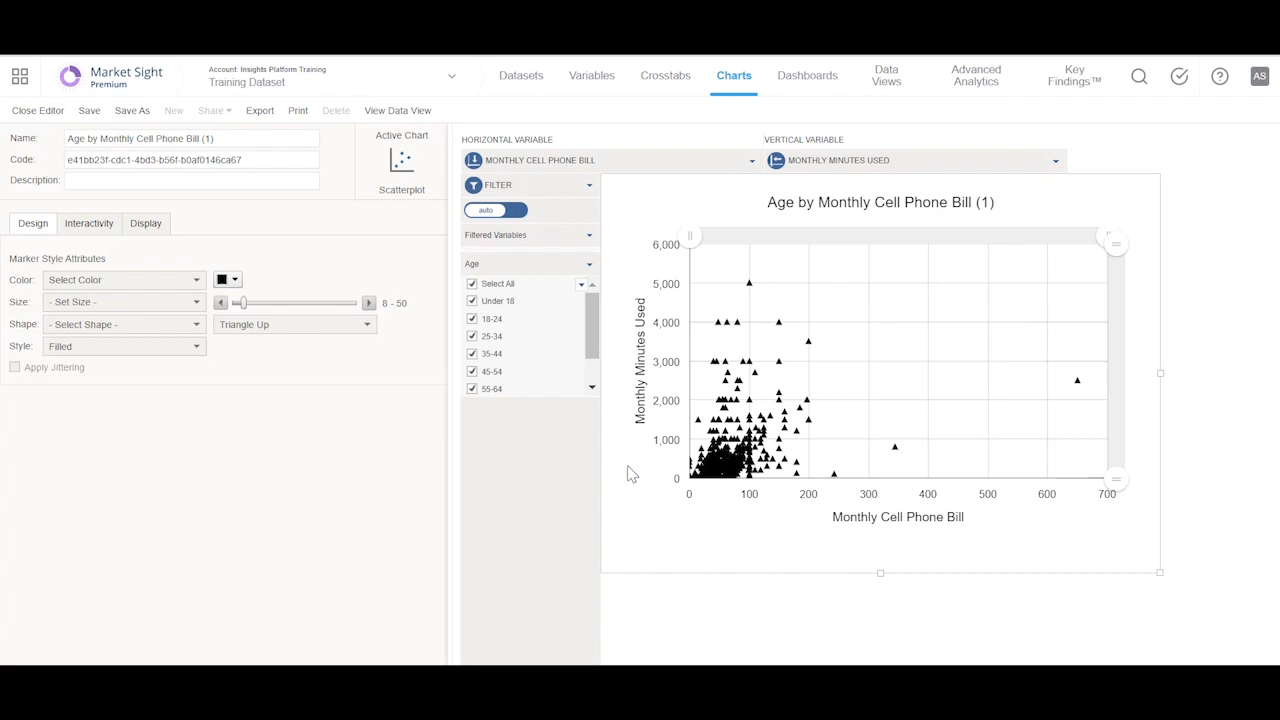 Market Sight
Premium
Account: Insights Platform Training
Training Dataset
Datasets
Variables
Crosstabs
Charts
Dashboards
Data
Views
Advanced
Analytics
Key
Findings™
AS
Close Editor
Save
Save As
New
Share
Export
Print
Delete
View Data View
Name: Age by Monthly Cell Phone Bill (1)
Code: e41bb23f-cdc1-4bd3-b56f-b0af0146ca67
Description:
Active Chart
Scatterplot
Design
Interactivity
Display
Marker Style Attributes
Color: Select Color
Size: - Set Size - 8 - 50
Shape: - Select Shape - Triangle Up
Style: Filled
Apply Jittering
HORIZONTAL VARIABLE
MONTHLY CELL PHONE BILL
VERTICAL VARIABLE
MONTHLY MINUTES USED
FILTER
auto
Filtered Variables
Age
Select All
Under 18
18-24
25-34
35-44
45-54
55-64
Age by Monthly Cell Phone Bill (1)
Monthly Minutes Used
6,000
5,000
4,000
3,000
2,000
1,000
0
0 100 200 300 400 500 600 700
Monthly Cell Phone Bill